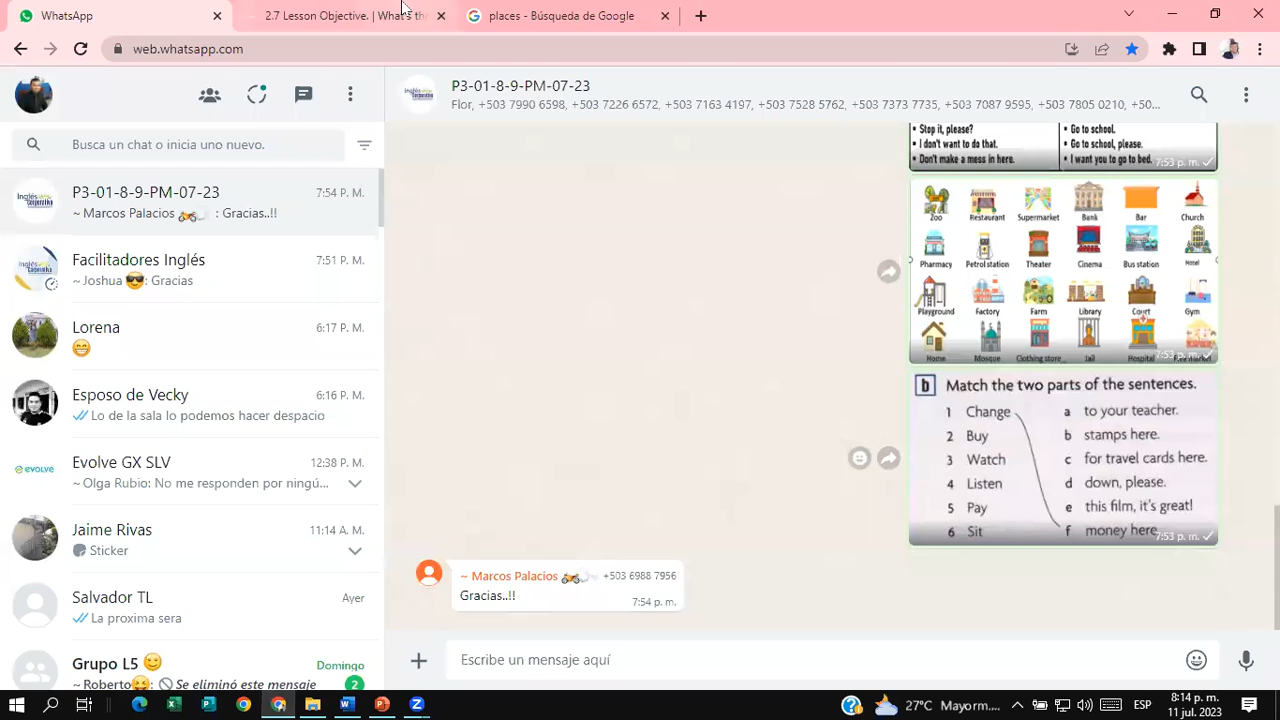 WhatsApp
2.7 Lesson Objective. | What's th
places - Búsqueda de Google
web.whatsapp.com
P3-01-8-9-PM-07-23
Flor, +503 7990 6598, +503 7226 6572, +503 7163 4197, +503 7528 5762, +503 7373 7735, +503 7087 9595, +503 7805 0210, +50...
Busca un chat o inicia uno nuevo.
P3-01-8-9-PM-07-23
7:54 P. M.
~ Marcos Palacios : Gracias..!!
Facilitadores Inglés
7:51 P. M.
~ Joshua : Gracias
Lorena
6:17 P. M.
Esposo de Vecky
6:16 P. M.
Lo de la sala lo podemos hacer despacio
Evolve GX SLV
12:38 P. M.
~ Olga Rubio: No me responden por ningú...
Jaime Rivas
11:14 A. M.
Sticker
Salvador TL
Ayer
La proxima sera
Grupo L5
Domingo
~ Roberto : Se eliminó este mensaje
2
• Stop it, please?
• I don't want to do that.
• Don't make a mess in here.
• Go to school.
• Go to school, please.
• I want you to go to bed.
7:53 p. m.
Zoo Restaurant Supermarket Bank Bar Church
Pharmacy Petrol station Theater Cinema Bus station Hotel
Playground Factory Farm Library Court Gym
Home Mosque Clothing store Jail Hospital
7:53 p. m.
b Match the two parts of the sentences.
1 Change a to your teacher.
2 Buy b stamps here.
3 Watch c for travel cards here.
4 Listen d down, please.
5 Pay e this film, it's great!
6 Sit f money here
7:53 p. m.
~ Marcos Palacios +503 6988 7956
Gracias..!!
7:54 p. m.
Escribe un mensaje aquí
27°C Mayorm...
ESP
8:14 p. m.
11 jul. 2023